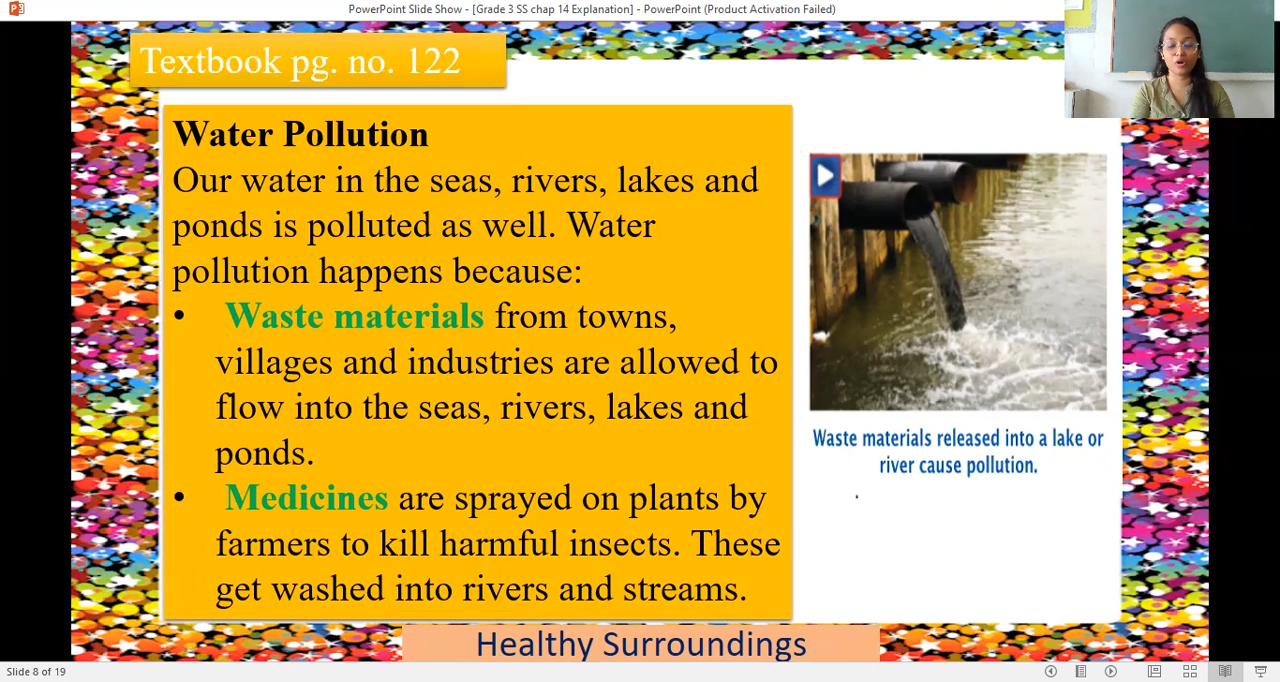 PowerPoint Slide Show - [Grade 3 SS chap 14 Explanation] - PowerPoint (Product Activation Failed)
Textbook pg. no. 122
Water Pollution
Our water in the seas, rivers, lakes and
ponds is polluted as well. Water
pollution happens because:
• Waste materials from towns,
villages and industries are allowed to
flow into the seas, rivers, lakes and
ponds.
• Medicines are sprayed on plants by
farmers to kill harmful insects. These
get washed into rivers and streams.
Waste materials released into a lake or
river cause pollution.
Healthy Surroundings
Slide 8 of 19